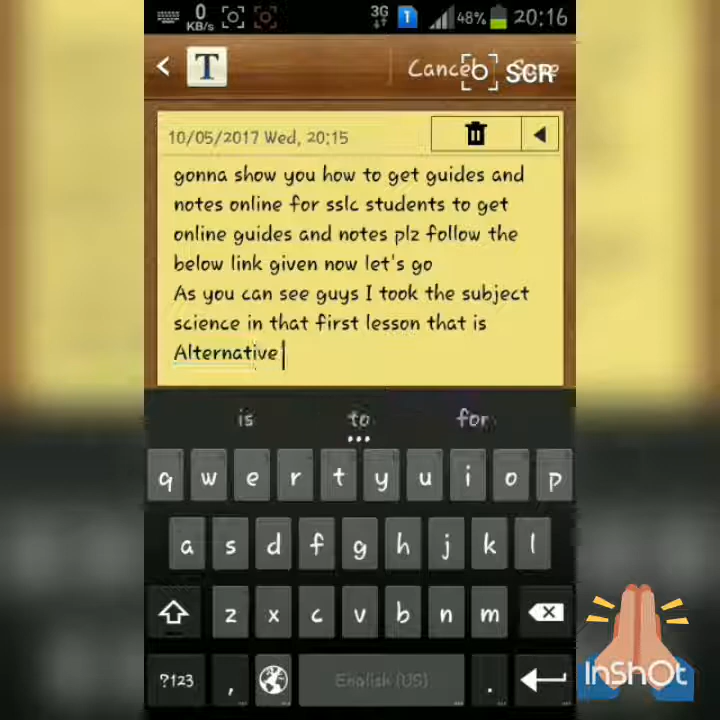 0
KB/s
3G
1
48%
20:16
T
Cancel
SCR
10/05/2017 Wed, 20:15
gonna show you how to get guides and
notes online for sslc students to get
online guides and notes plz follow the
below link given now let's go
As you can see guys I took the subject
science in that first lesson that is
Alternative
is to for
q w e r t y u i o p
a s d f g h j k l
z x c v b n m
?123 , English (US) .
InShOt